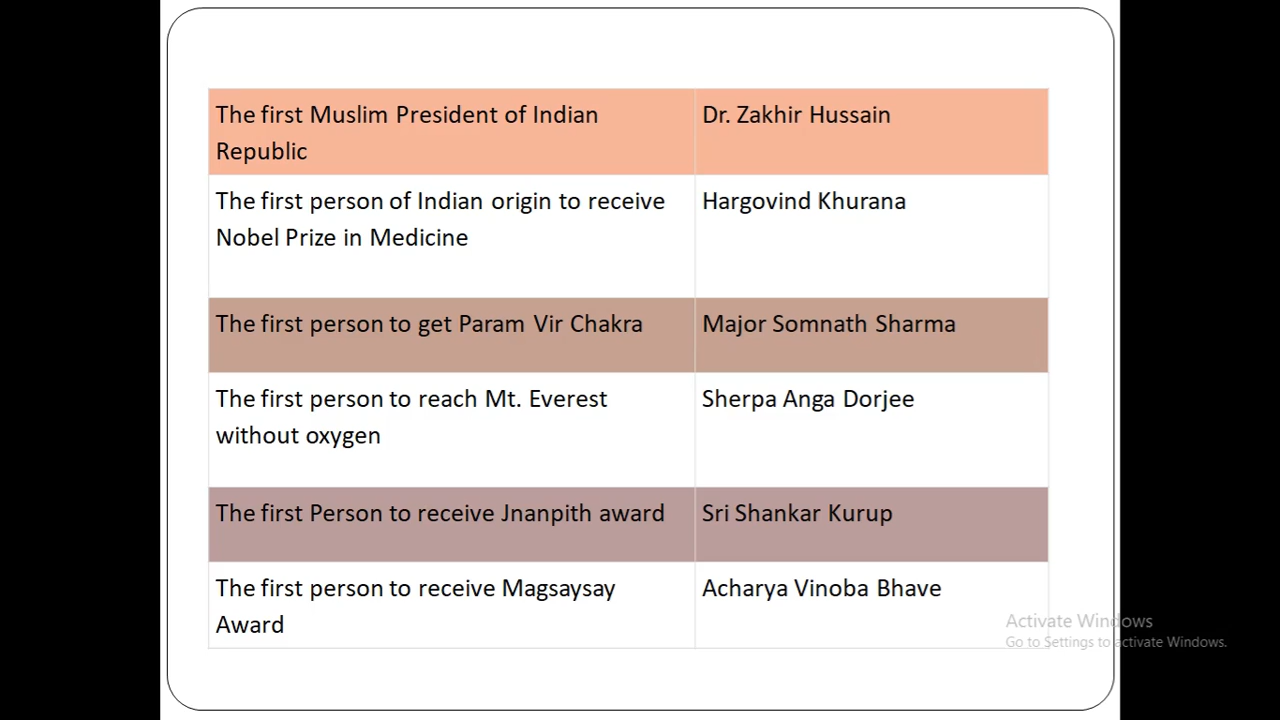 The first Muslim President of Indian
Republic
Dr. Zakhir Hussain
The first person of Indian origin to receive
Nobel Prize in Medicine
Hargovind Khurana
The first person to get Param Vir Chakra
Major Somnath Sharma
The first person to reach Mt. Everest
without oxygen
Sherpa Anga Dorjee
The first Person to receive Jnanpith award
Sri Shankar Kurup
The first person to receive Magsaysay
Award
Acharya Vinoba Bhave
Activate Windows
Go to Settings to activate Windows.